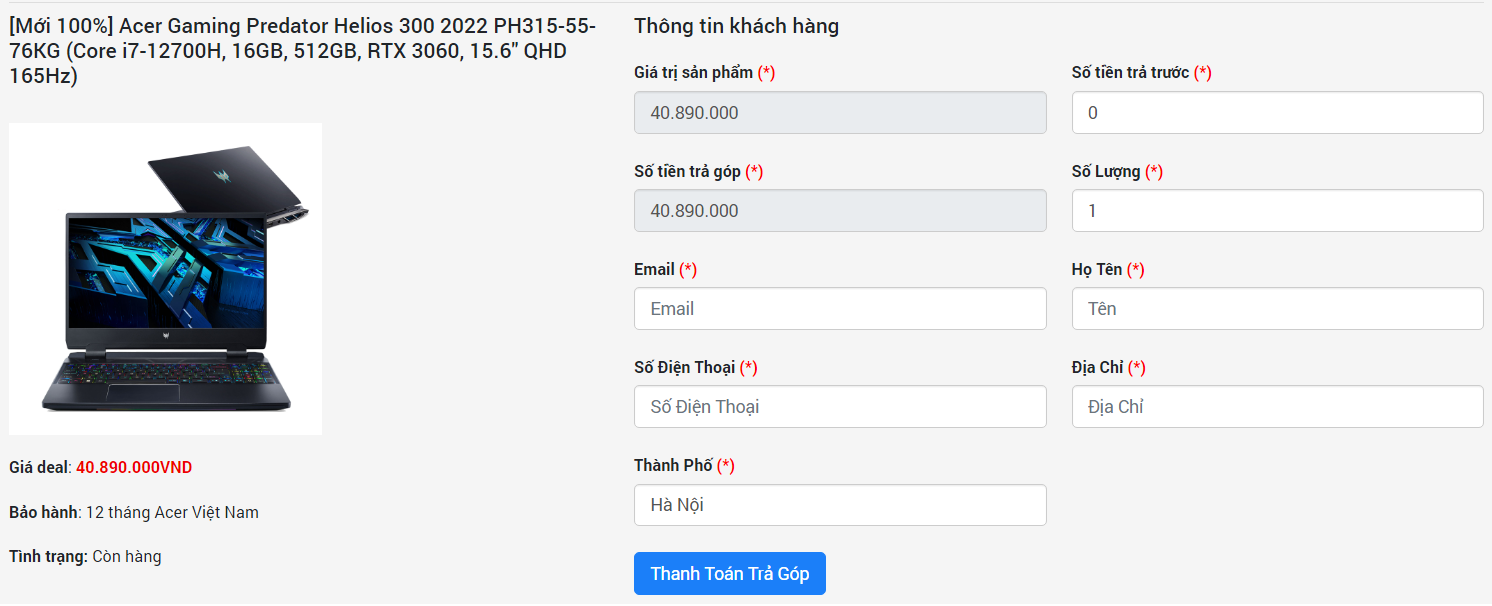 [Mới 100%] Acer Gaming Predator Helios 300 2022 PH315-55-
76KG (Core i7-12700H, 16GB, 512GB, RTX 3060, 15.6" QHD
165Hz)
Giá deal: 40.890.000VND
Bảo hành: 12 tháng Acer Việt Nam
Tình trạng: Còn hàng
Thông tin khách hàng
Giá trị sản phẩm (*)
40.890.000
Số tiền trả trước (*)
0
Số tiền trả góp (*)
40.890.000
Số Lượng (*)
1
Email (*)
Email
Họ Tên (*)
Tên
Số Điện Thoại (*)
Số Điện Thoại
Địa Chỉ (*)
Địa Chỉ
Thành Phố (*)
Hà Nội
Thanh Toán Trả Góp